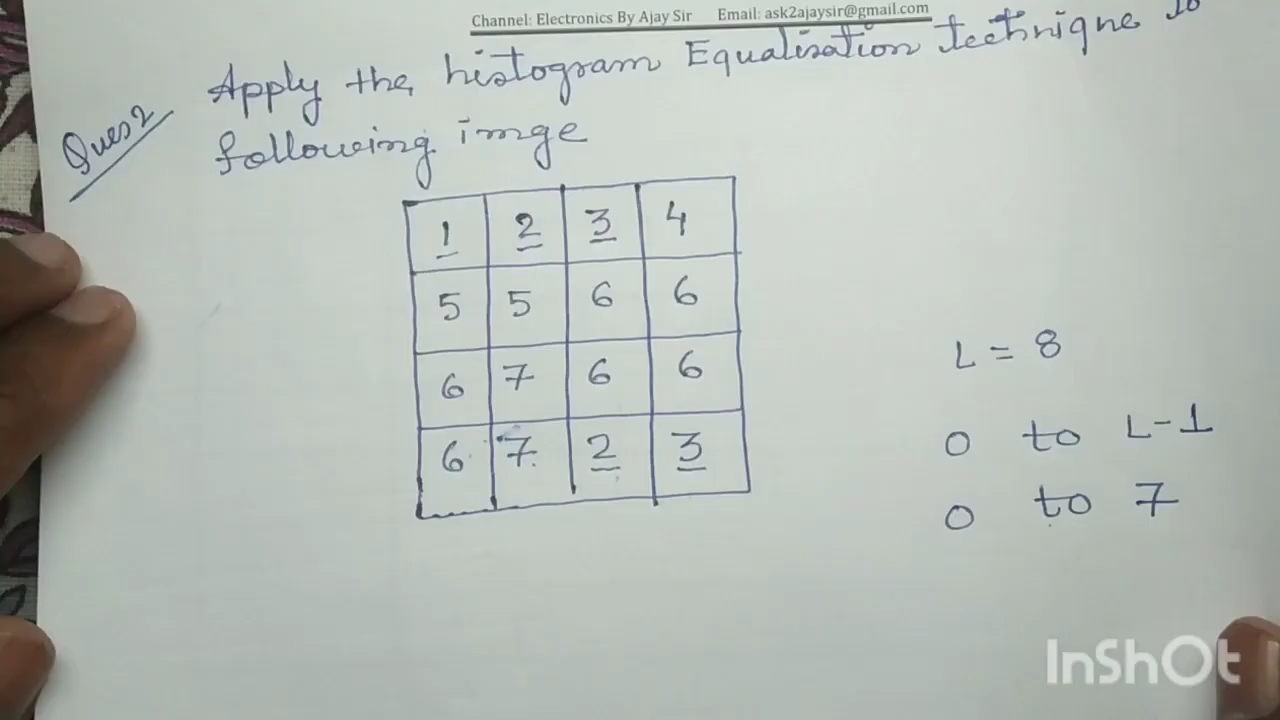 Channel: Electronics By Ajay Sir Email: ask2ajaysir@gmail.com
Ques2 Apply the histogram Equalisation technique to
following imge
1 2 3 4
5 5 6 6
6 7 6 6
6 7 2 3
L = 8
0 to L-1
0 to 7
InShOt